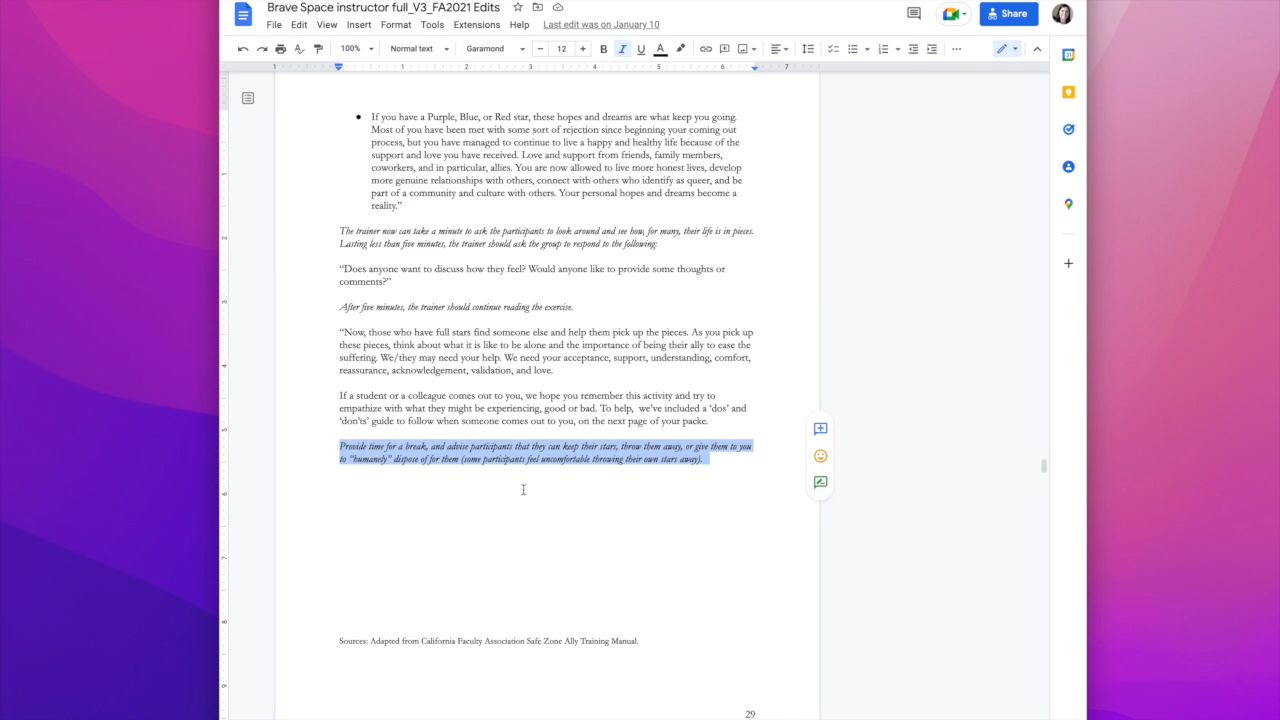 Brave Space instructor full_V3_FA2021 Edits
File Edit View Insert Format Tools Extensions Help Last edit was on January 10
Share
100% Normal text Garamond 12 B I U A
1 1 2 3 4 5 6 7
● If you have a Purple, Blue, or Red star, these hopes and dreams are what keep you going.
Most of you have been met with some sort of rejection since beginning your coming out
process, but you have managed to continue to live a happy and healthy life because of the
support and love you have received. Love and support from friends, family members,
coworkers, and in particular, allies. You are now allowed to live more honest lives, develop
more genuine relationships with others, connect with others who identify as queer, and be
part of a community and culture with others. Your personal hopes and dreams become a
reality.”
The trainer now can take a minute to ask the participants to look around and see how, for many, their life is in pieces.
Lasting less than five minutes, the trainer should ask the group to respond to the following:
“Does anyone want to discuss how they feel? Would anyone like to provide some thoughts or
comments?”
After five minutes, the trainer should continue reading the exercise.
“Now, those who have full stars find someone else and help them pick up the pieces. As you pick up
these pieces, think about what it is like to be alone and the importance of being their ally to ease the
suffering. We/they may need your help. We need your acceptance, support, understanding, comfort,
reassurance, acknowledgement, validation, and love.
If a student or a colleague comes out to you, we hope you remember this activity and try to
empathize with what they might be experiencing, good or bad. To help, we’ve included a ‘dos’ and
‘don’ts’ guide to follow when someone comes out to you, on the next page of your packe.
Provide time for a break, and advise participants that they can keep their stars, throw them away, or give them to you
to “humanely” dispose of for them (some participants feel uncomfortable throwing their own stars away).
Sources: Adapted from California Faculty Association Safe Zone Ally Training Manual.
29